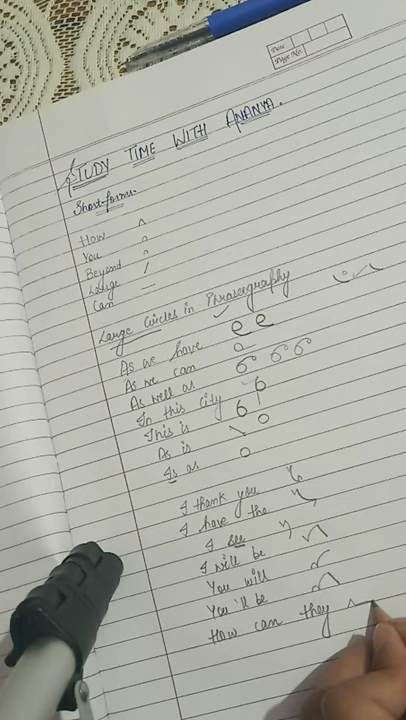 Date
Page No.
STUDY TIME WITH ANANYA.
Short-forms.
How
You
Beyond
Large
Can
Large Circles in Phraseography
As we have
As we can
As well as
In this city
This is
As is
Is as
I thank you
I have the
I see
I will be
You will
You'll be
How can they